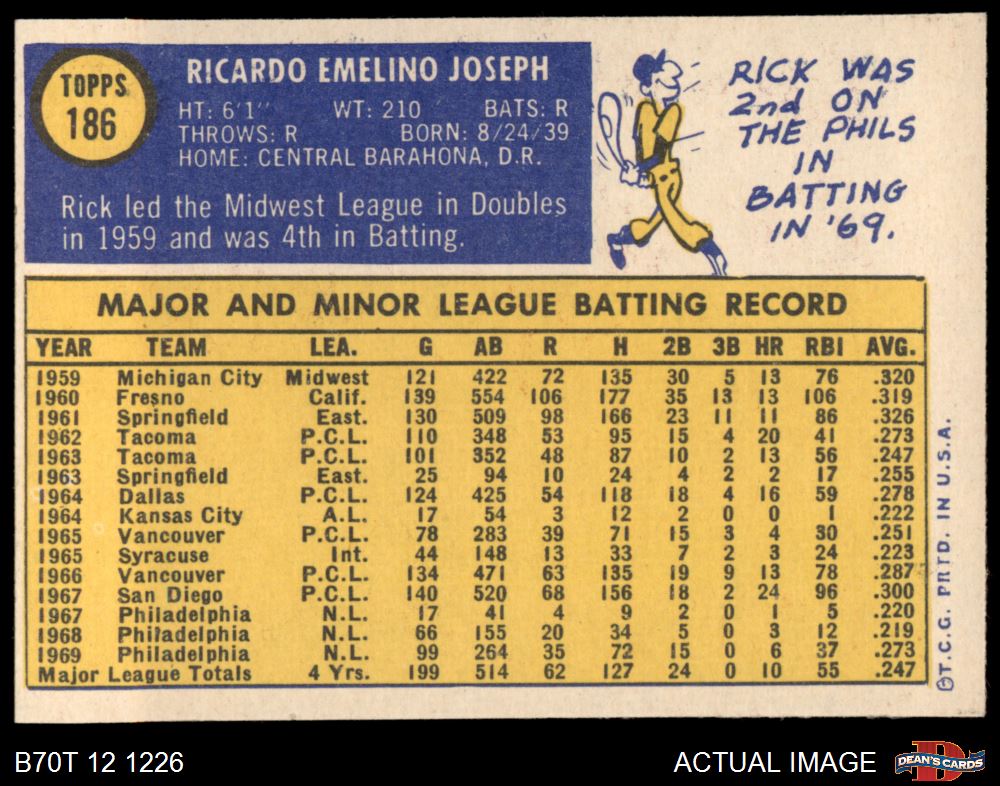 TOPPS
186
RICARDO EMELINO JOSEPH
HT: 6'1" WT: 210 BATS: R
THROWS: R BORN: 8/24/39
HOME: CENTRAL BARAHONA, D.R.
Rick led the Midwest League in Doubles
in 1959 and was 4th in Batting.
RICK WAS
2nd ON
THE PHILS
IN
BATTING
IN '69.
MAJOR AND MINOR LEAGUE BATTING RECORD
YEAR TEAM LEA. G AB R H 2B 3B HR RBI AVG.
1959 Michigan City Midwest 121 422 72 135 30 5 13 76 .320
1960 Fresno Calif. 139 554 106 177 35 13 13 106 .319
1961 Springfield East. 130 509 98 166 23 11 11 86 .326
1962 Tacoma P.C.L. 110 348 53 95 15 4 20 41 .273
1963 Tacoma P.C.L. 101 352 48 87 10 2 13 56 .247
1963 Springfield East. 25 94 10 24 4 2 2 17 .255
1964 Dallas P.C.L. 124 425 54 118 18 4 16 59 .278
1964 Kansas City A.L. 17 54 3 12 2 0 0 1 .222
1965 Vancouver P.C.L. 78 283 39 71 15 3 4 30 .251
1965 Syracuse Int. 44 148 13 33 7 2 3 24 .223
1966 Vancouver P.C.L. 134 471 63 135 19 9 13 78 .287
1967 San Diego P.C.L. 140 520 68 156 18 2 24 96 .300
1967 Philadelphia N.L. 17 41 4 9 2 0 1 5 .220
1968 Philadelphia N.L. 66 155 20 34 5 0 3 12 .219
1969 Philadelphia N.L. 99 264 35 72 15 0 6 37 .273
Major League Totals 4 Yrs. 199 514 62 127 24 0 10 55 .247
©T.C.G. PRTD. IN U.S.A.
B70T 12 1226
ACTUAL IMAGE
D
DEAN'S CARDS